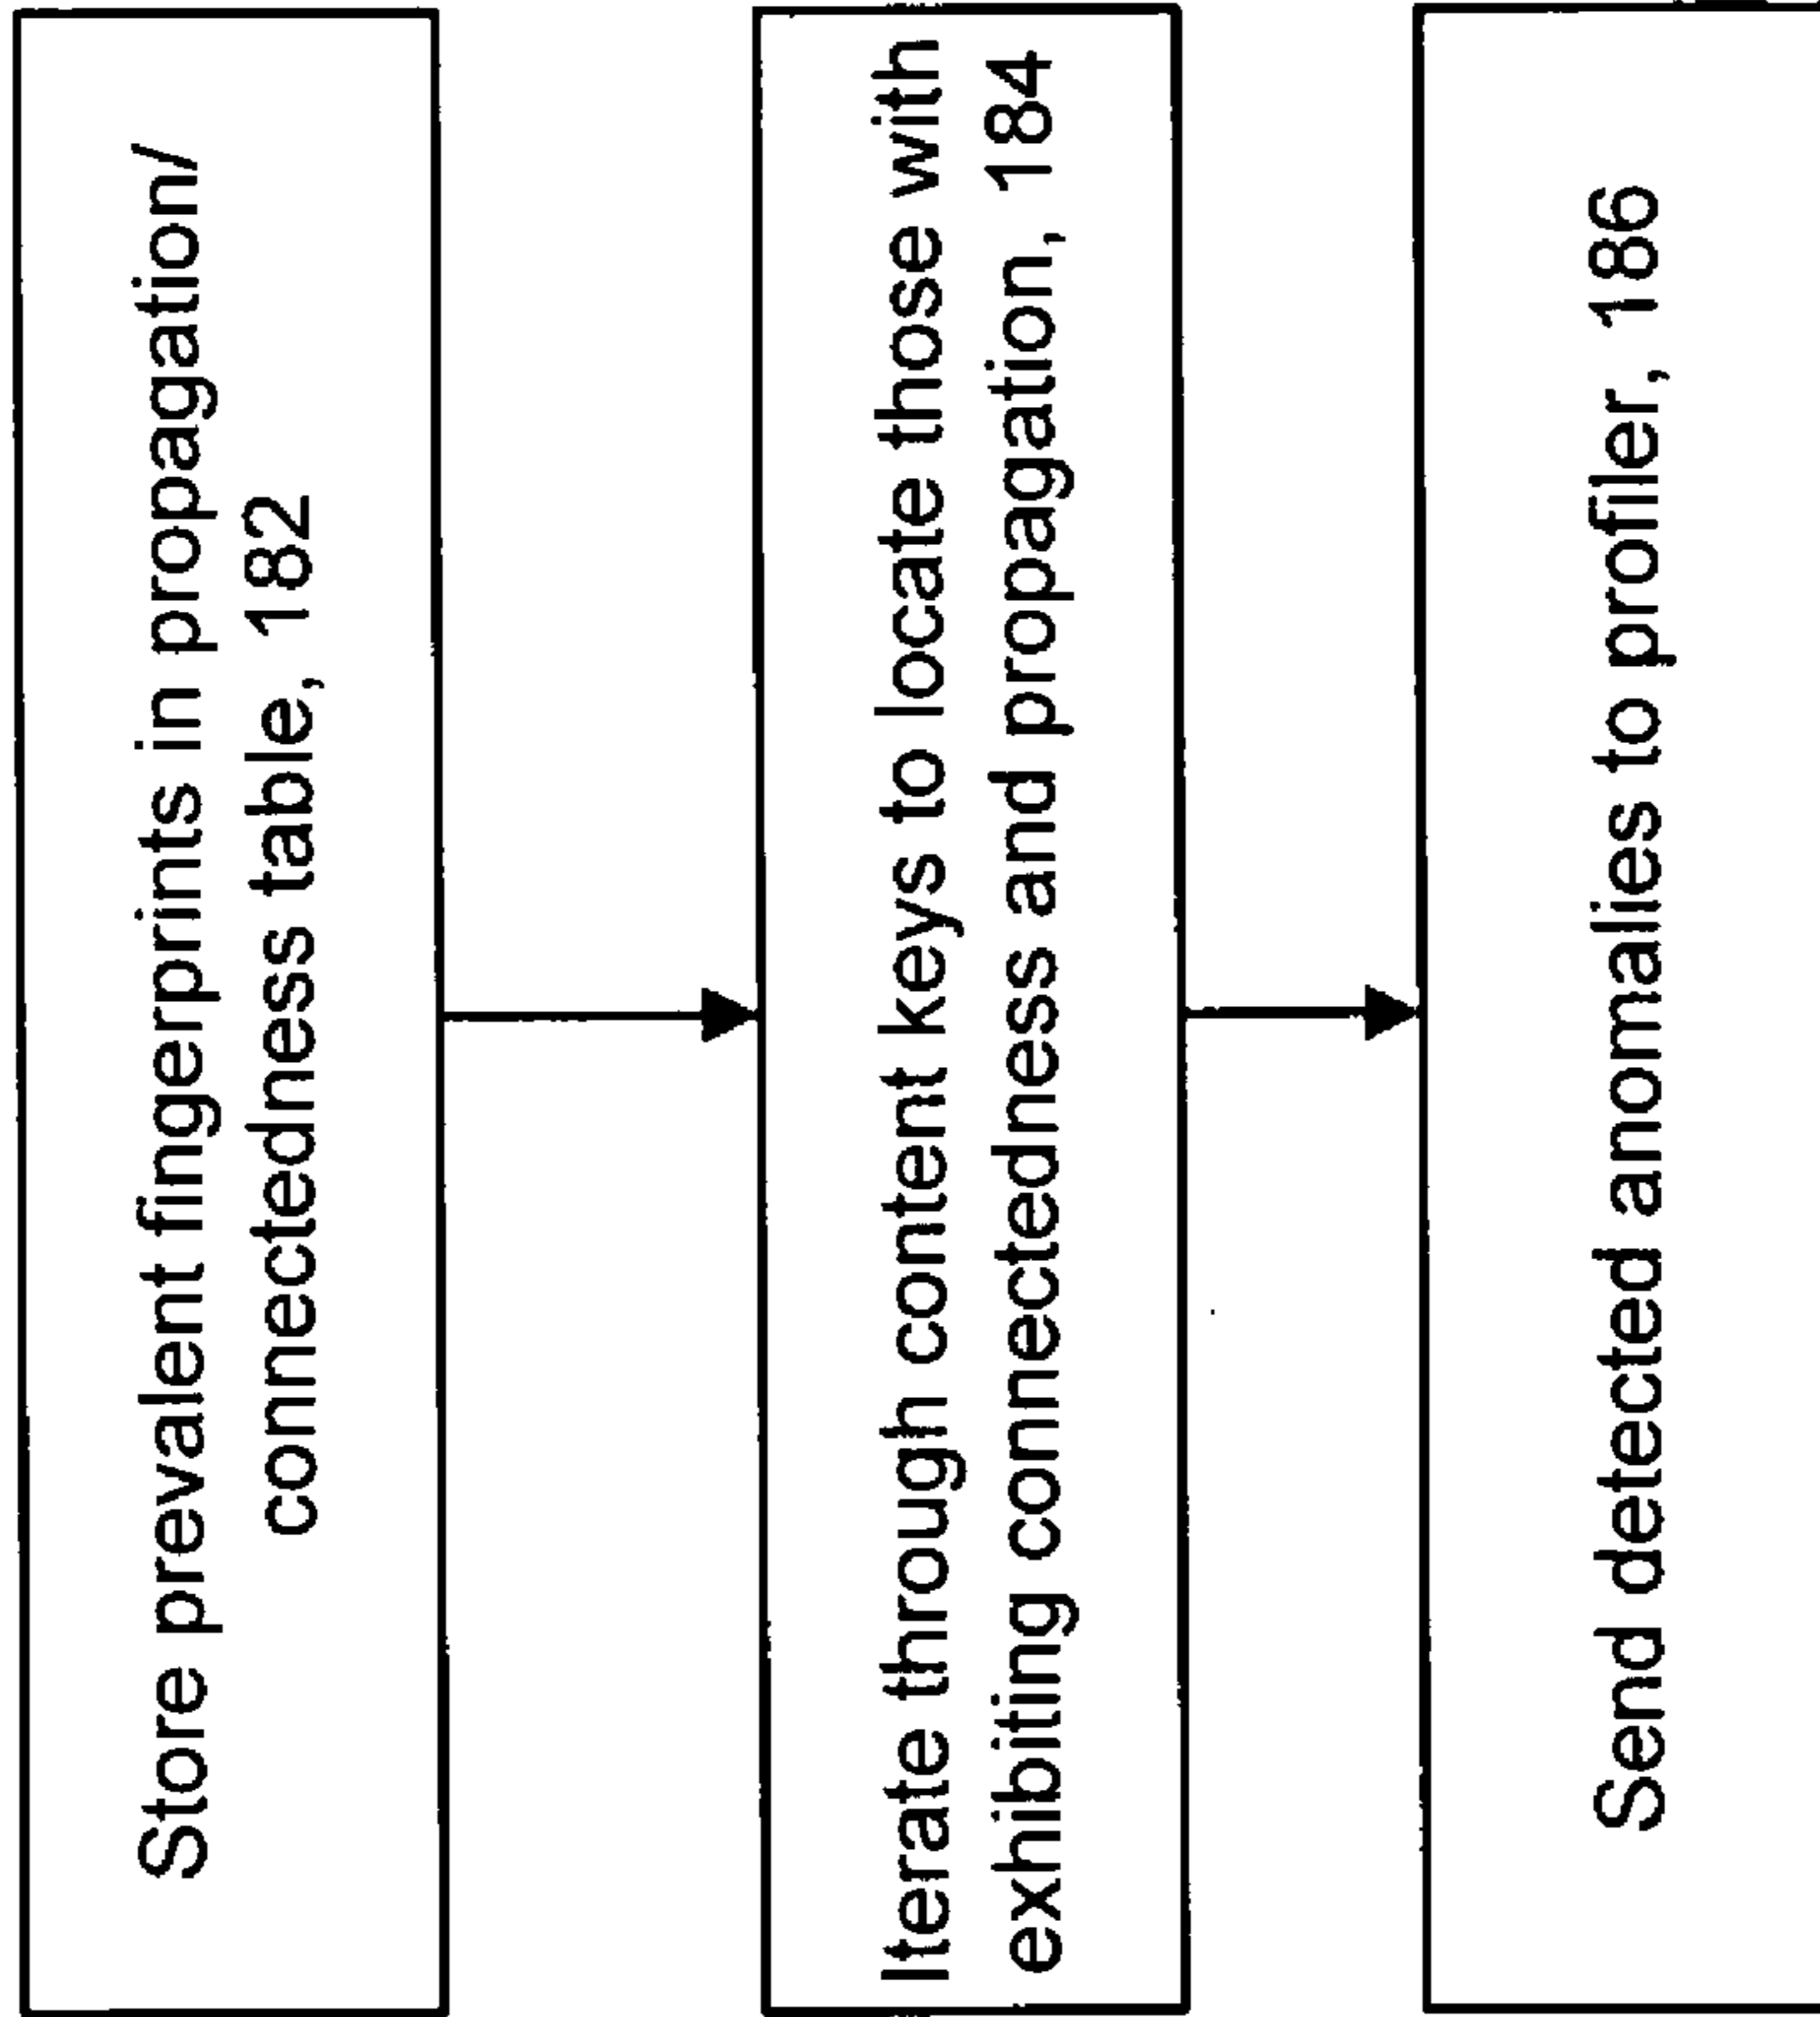 Store prevalent fingerprints in propagation/
connectedness table, 182
Iterate through content keys to locate those with
exhibiting connectedness and propagation, 184
Send detected anomalies to profiler, 186